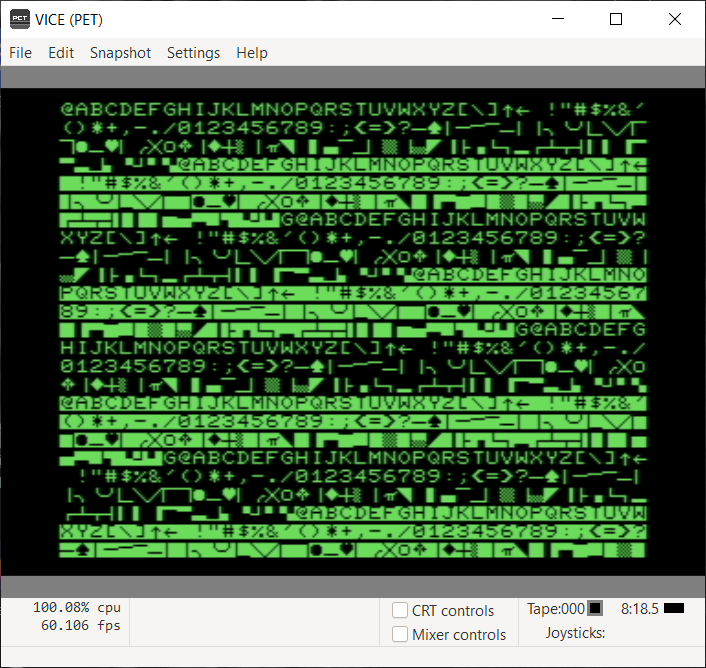 VICE (PET)
File Edit Snapshot Settings Help
@ABCDEFGHIJKLMNOPQRSTUVWXYZ[\]↑← !"#$%&'
()*+,-./0123456789:;<=>?
@ABCDEFGHIJKLMNOPQRSTUVWXYZ[\]↑←
!"#$%&'()*+,-./0123456789:;<=>?
G@ABCDEFGHIJKLMNOPQRSTUVW
XYZ[\]↑← !"#$%&'()*+,-./0123456789:;<=>?
@ABCDEFGHIJKLMNO
PQRSTUVWXYZ[\]↑← !"#$%&'()*+,-./01234567
89:;<=>?
G@ABCDEFG
HIJKLMNOPQRSTUVWXYZ[\]↑← !"#$%&'()*+,-./
0123456789:;<=>?
@ABCDEFGHIJKLMNOPQRSTUVWXYZ[\]↑← !"#$%&'
()*+,-./0123456789:;<=>?
G@ABCDEFGHIJKLMNOPQRSTUVWXYZ[\]↑←
!"#$%&'()*+,-./0123456789:;<=>?
@ABCDEFGHIJKLMNOPQRSTUVW
XYZ[\]↑← !"#$%&'()*+,-./0123456789:;<=>?
100.08% cpu
60.106 fps
CRT controls
Mixer controls
Tape:000 8:18.5
Joysticks: